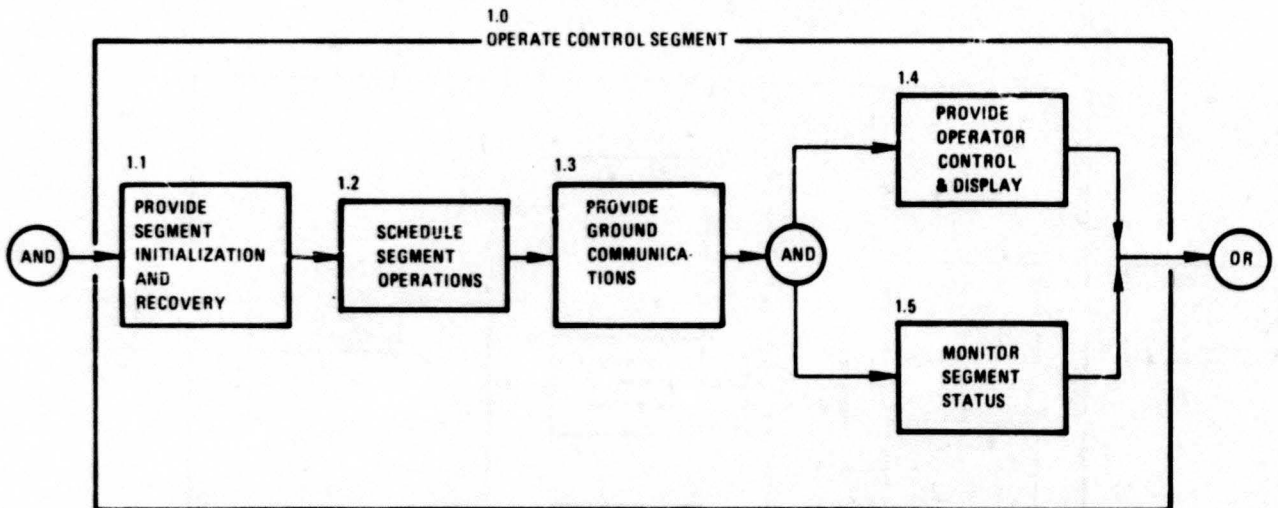 1.0
OPERATE CONTROL SEGMENT
1.1
PROVIDE
SEGMENT
INITIALIZATION
AND
RECOVERY
1.2
SCHEDULE
SEGMENT
OPERATIONS
1.3
PROVIDE
GROUND
COMMUNICA-
TIONS
1.4
PROVIDE
OPERATOR
CONTROL
& DISPLAY
1.5
MONITOR
SEGMENT
STATUS
AND
AND
OR